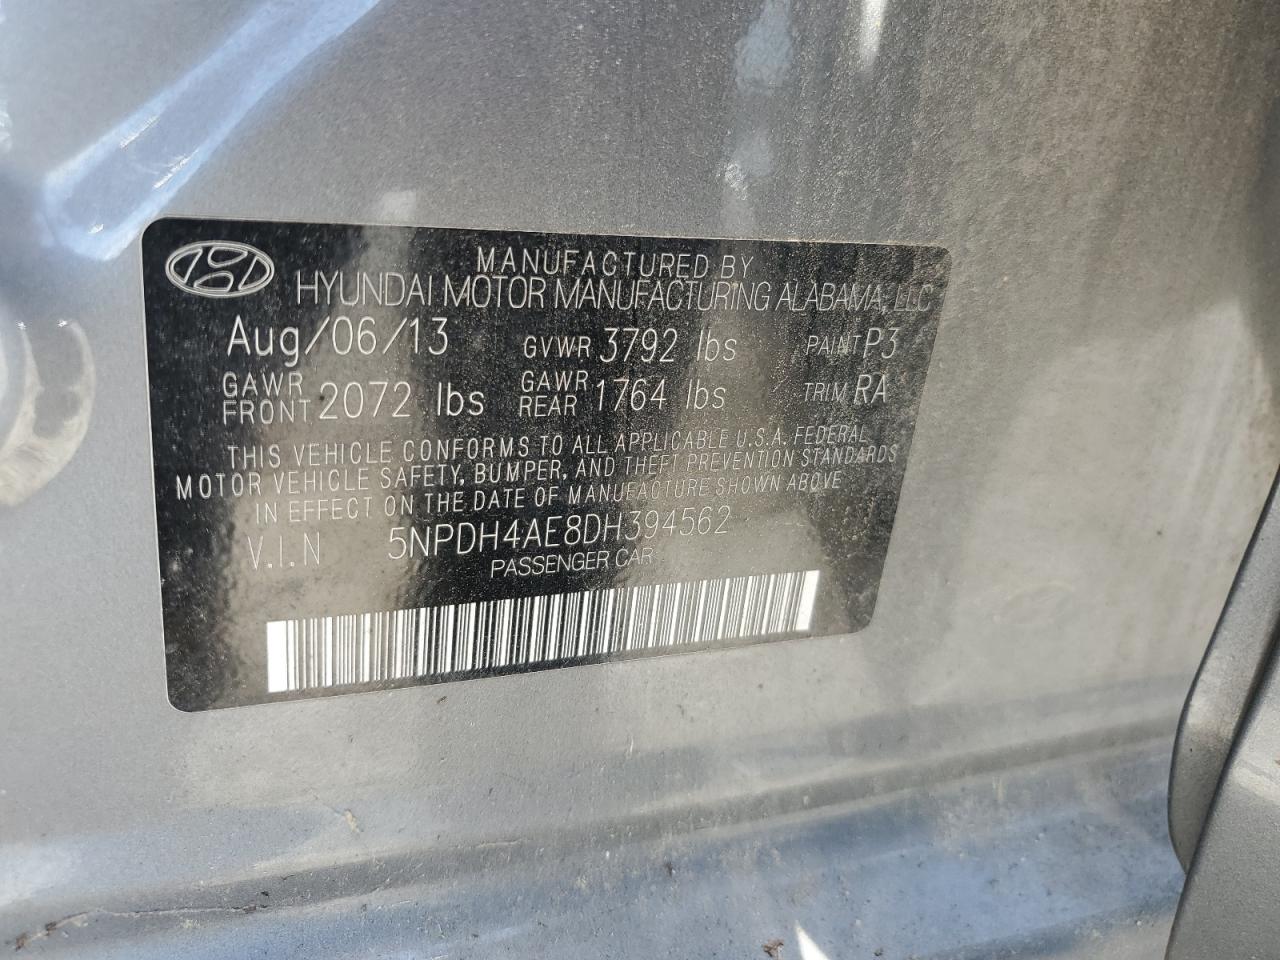 MANUFACTURED BY
HYUNDAI MOTOR MANUFACTURING ALABAMA, LLC
Aug/06/13 GVWR 3792 lbs PAINT P3
GAWR FRONT 2072 lbs GAWR REAR 1764 lbs TRIM RA
THIS VEHICLE CONFORMS TO ALL APPLICABLE U.S.A. FEDERAL
MOTOR VEHICLE SAFETY, BUMPER, AND THEFT PREVENTION STANDARDS
IN EFFECT ON THE DATE OF MANUFACTURE SHOWN ABOVE
V.I.N 5NPDH4AE8DH394562
PASSENGER CAR